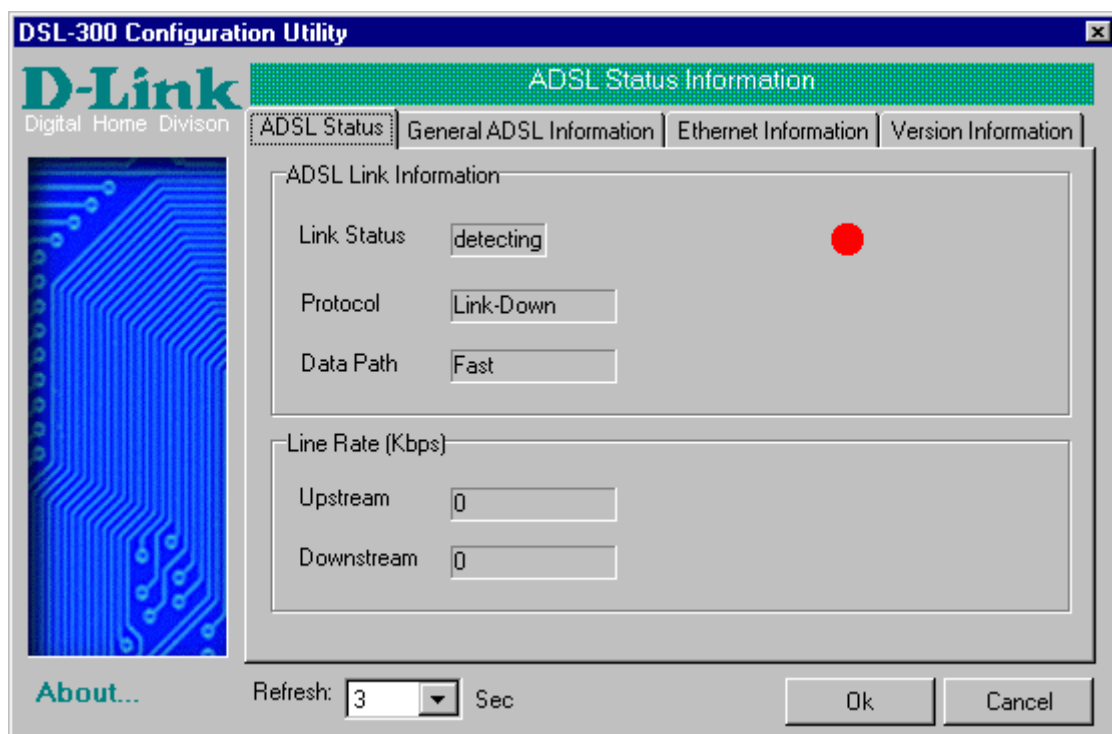 DSL-300 Configuration Utility
D-Link
Digital Home Divison
ADSL Status Information
ADSL Status
General ADSL Information
Ethernet Information
Version Information
ADSL Link Information
Link Status
detecting
Protocol
Link-Down
Data Path
Fast
Line Rate (Kbps)
Upstream
0
Downstream
0
About...
Refresh:
3
Sec
Ok
Cancel